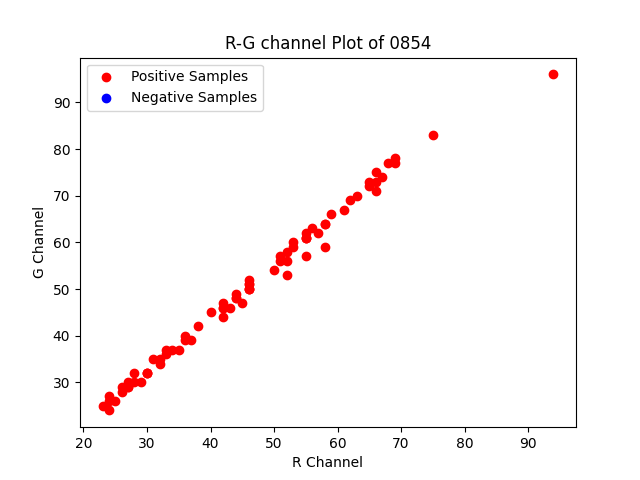 R-G channel Plot of 0854
Positive Samples
Negative Samples
90
80
70
60
50
40
30
G Channel
20 30 40 50 60 70 80 90
R Channel